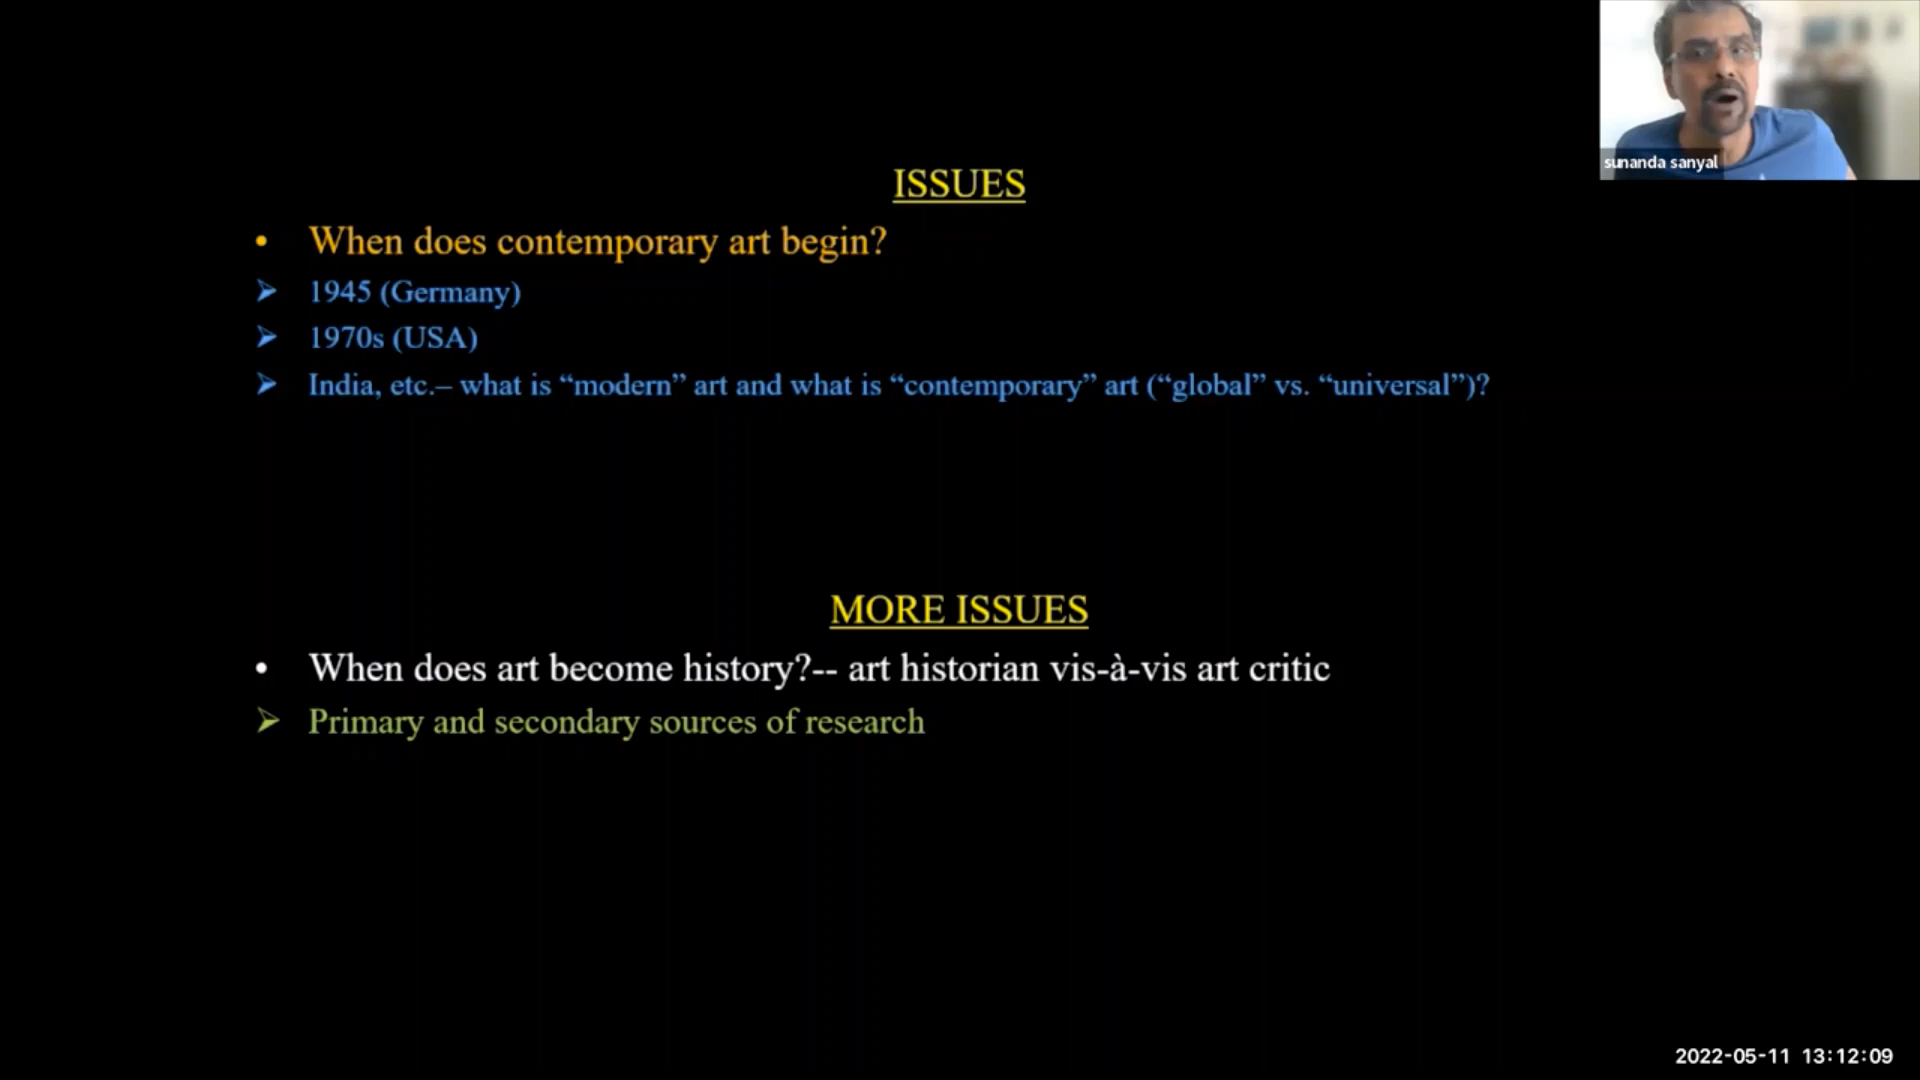 sunanda sanyal
ISSUES
• When does contemporary art begin?
➢ 1945 (Germany)
➢ 1970s (USA)
➢ India, etc.– what is “modern” art and what is “contemporary” art (“global” vs. “universal”)?
MORE ISSUES
• When does art become history?-- art historian vis-à-vis art critic
➢ Primary and secondary sources of research
2022-05-11 13:12:09